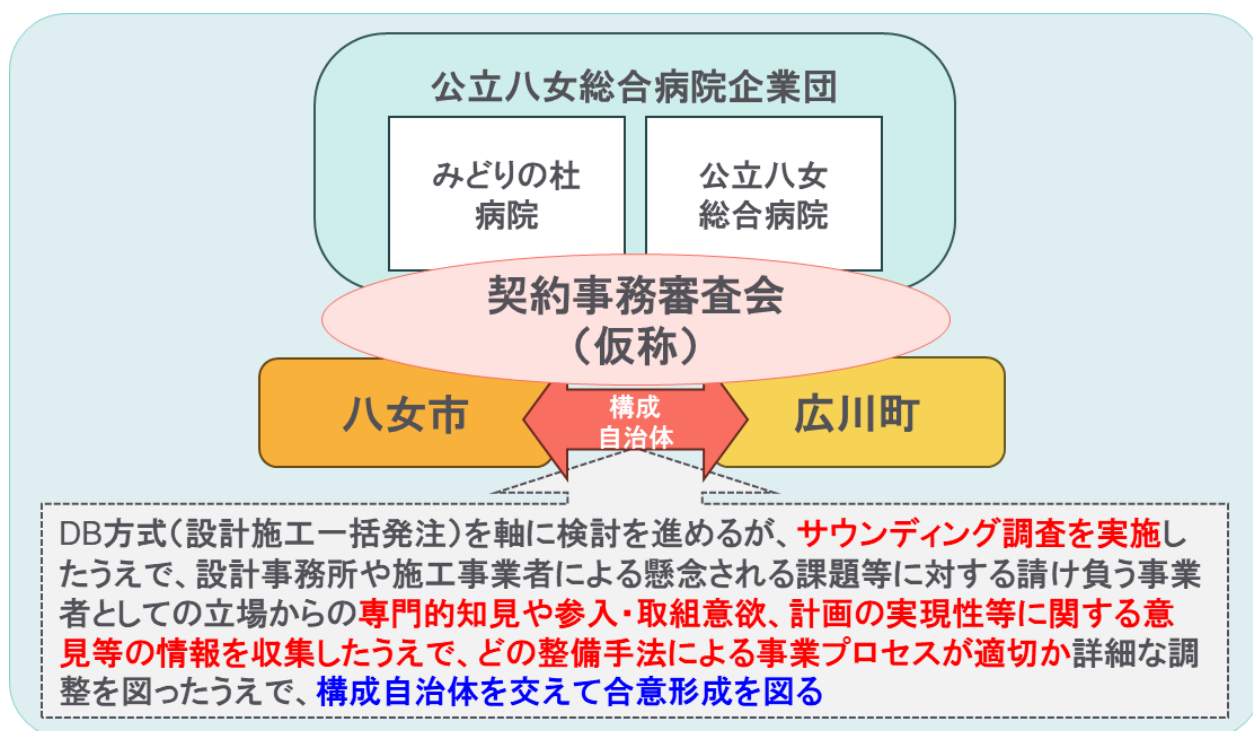 公立八女総合病院企業団
みどりの杜
病院
公立八女
総合病院
契約事務審査会
（仮称）
八女市
構成
自治体
広川町
DB方式（設計施工一括発注）を軸に検討を進めるが、サウンディング調査を実施し
たうえで、設計事務所や施工事業者による懸念される課題等に対する請け負う事業
者としての立場からの専門的知見や参入・取組意欲、計画の実現性等に関する意
見等の情報を収集したうえで、どの整備手法による事業プロセスが適切か詳細な調
整を図ったうえで、構成自治体を交えて合意形成を図る